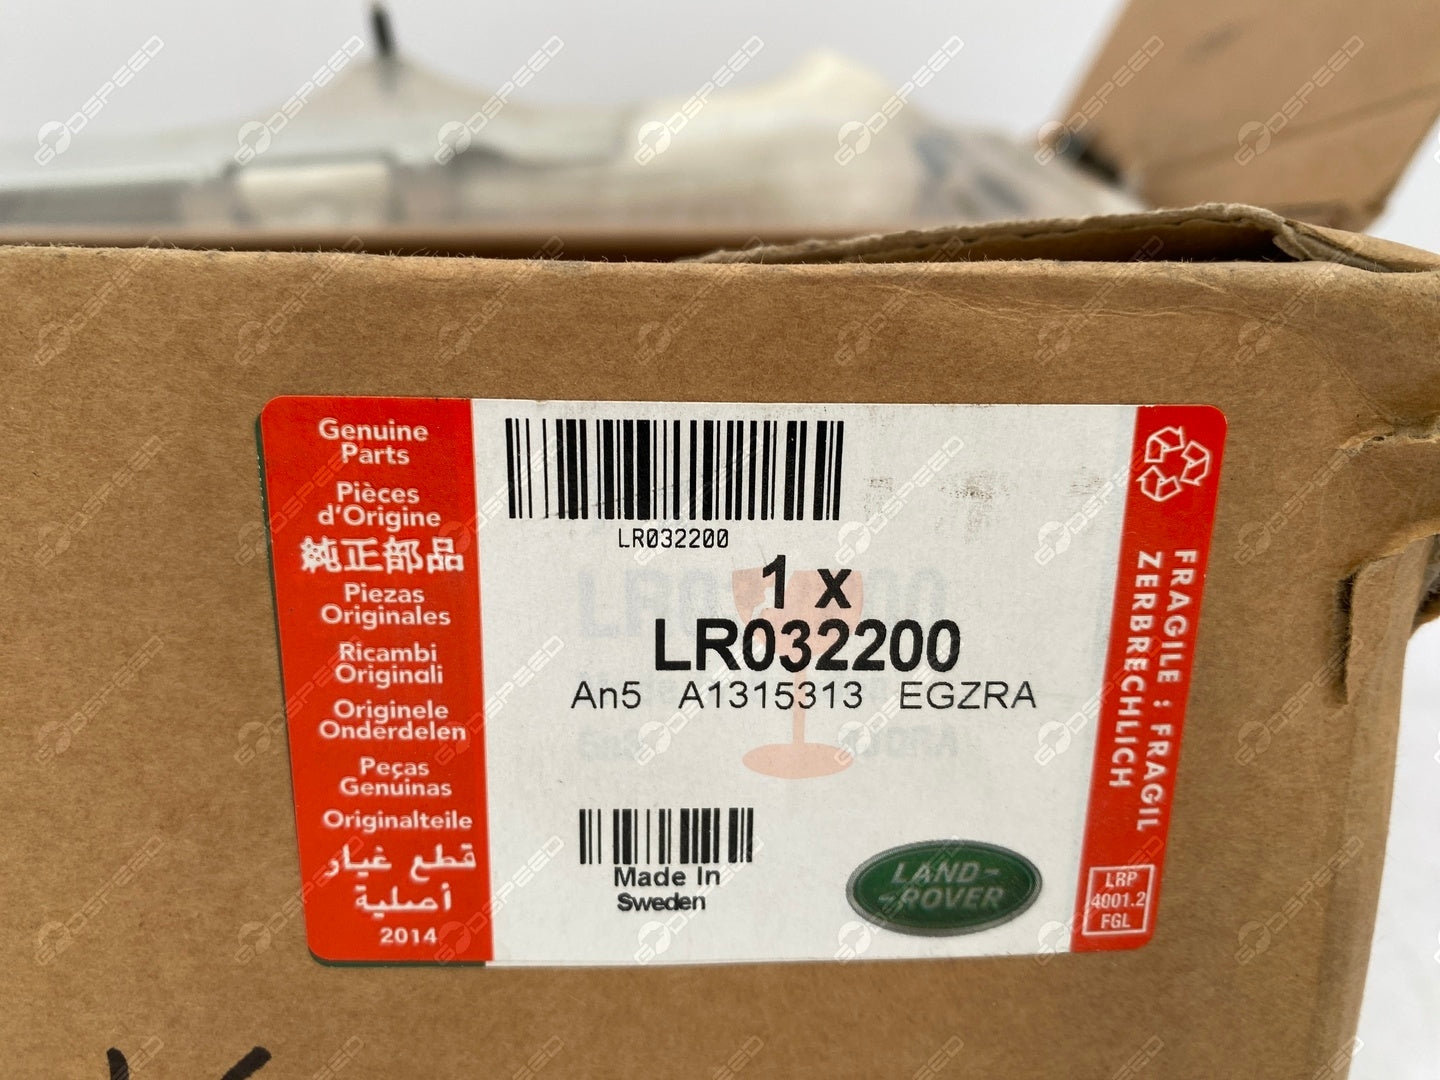 Genuine
Parts
Pièces
d'Origine
純正部品
Piezas
Originales
Ricambi
Originali
Originele
Onderdelen
Peças
Genuinas
Originalteile
قطع غيار
أصلية
2014
LR032200
1 x
LR032200
An5 A1315313 EGZRA
Made In
Sweden
LAND-
-ROVER
FRAGILE : FRAGIL
ZERBRECHLICH
LRP
4001.2
FGL
GODSPEED